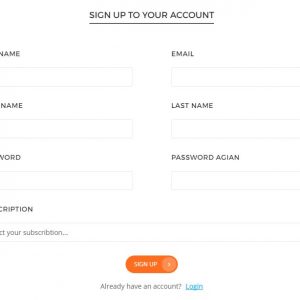 SIGN UP TO YOUR ACCOUNT
NAME EMAIL
NAME LAST NAME
WORD PASSWORD AGIAN
CRIPTION
ct your subscribtion....
SIGN UP
Already have an account? Login